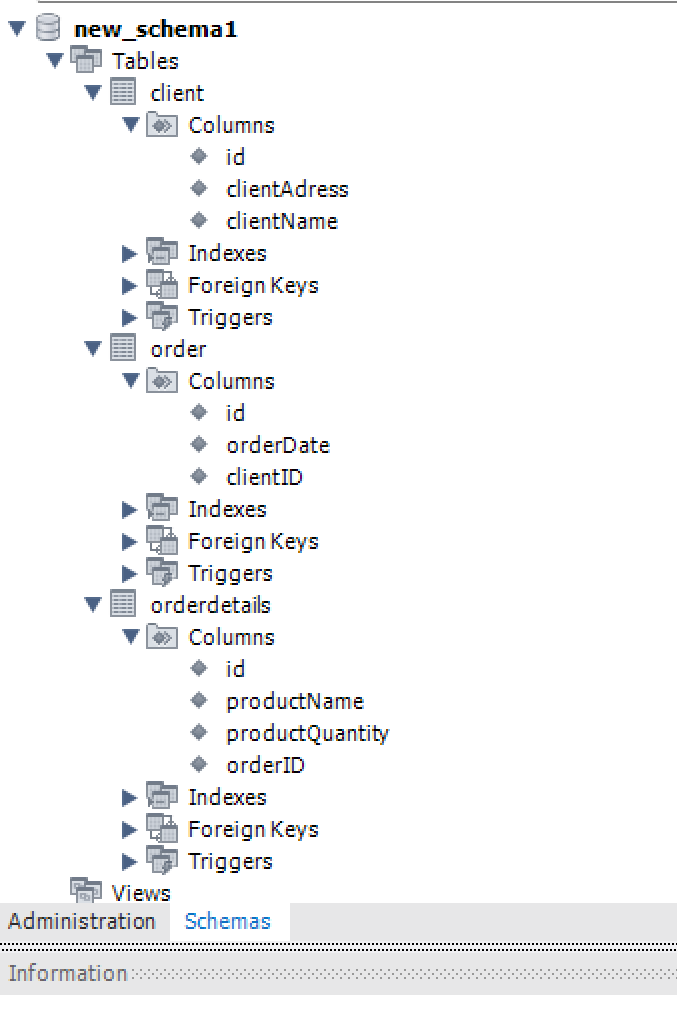 new_schema1
Tables
client
Columns
id
clientAdress
clientName
Indexes
Foreign Keys
Triggers
order
Columns
id
orderDate
clientID
Indexes
Foreign Keys
Triggers
orderdetails
Columns
id
productName
productQuantity
orderID
Indexes
Foreign Keys
Triggers
Views
Administration Schemas
Information